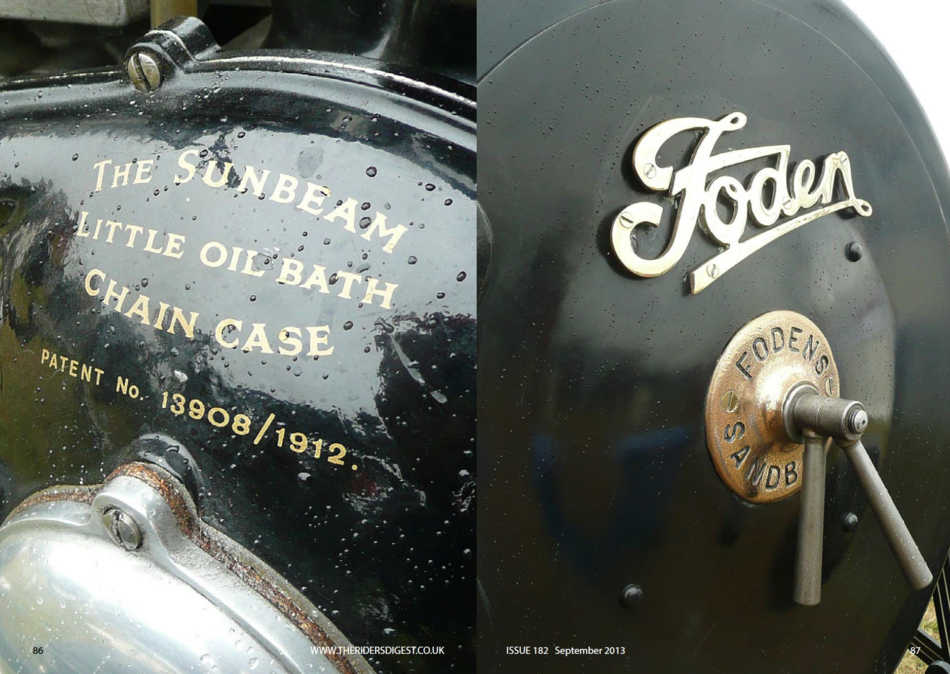 THE SUNBEAM
LITTLE OIL BATH
CHAIN CASE
PATENT No. 13908/1912.
86
WWW.THERIDERSDIGEST.CO.UK
Foden
FODENS
SANDB
ISSUE 182 September 2013
87